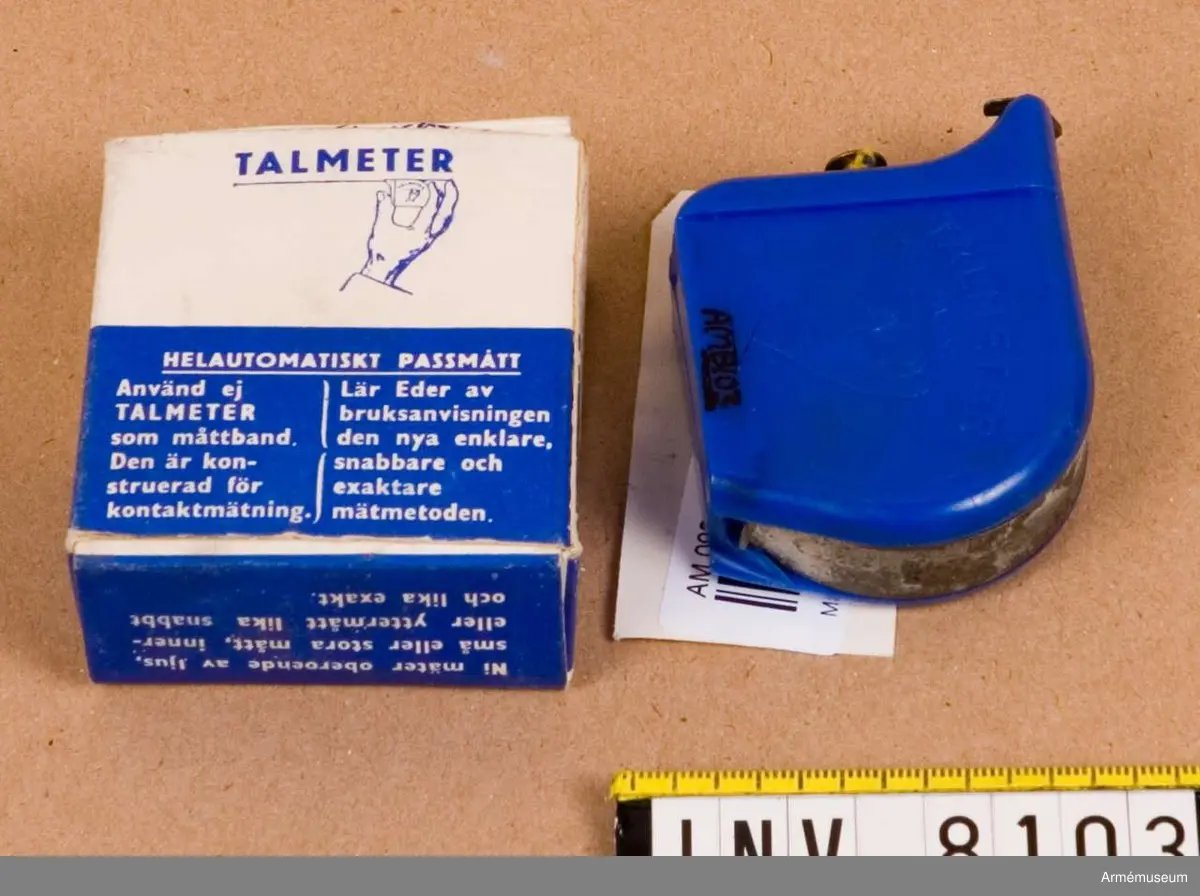 TALMETER
HELAUTOMATISKT PASSMÅTT
Använd ej
TALMETER
som måttband.
Den är kon-
struerad för
kontaktmätning.
Lär Eder av
bruksanvisningen
den nya enklare,
snabbare och
exaktare
mätmetoden.
Ni mäter oberoende av ljus,
små eller stora mått, inner-
eller yttermått lika snabbt
och lika exakt.
TALMETER
AM
INV 8103
Armémuseum